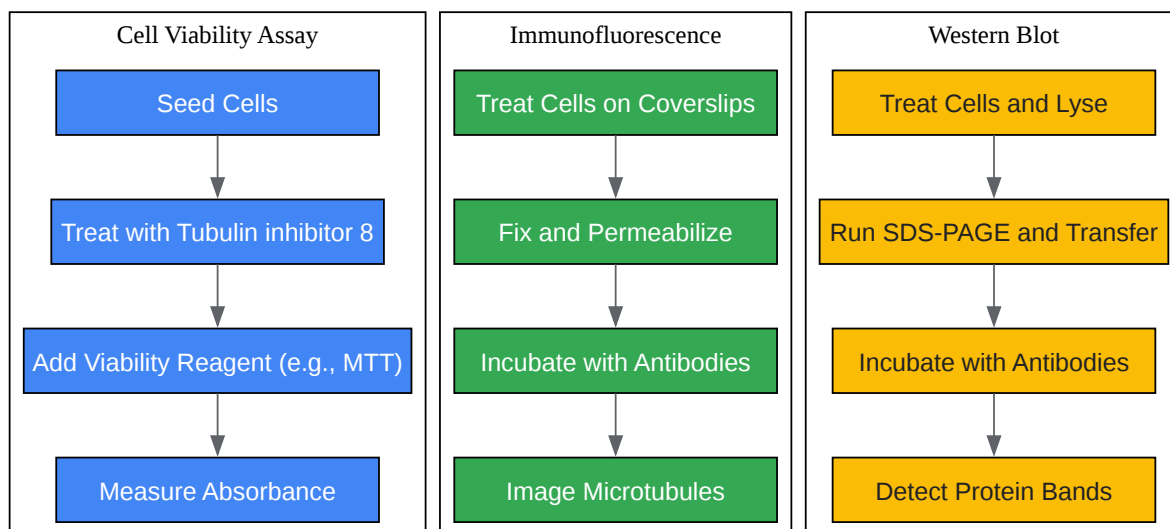 Cell Viability Assay
Seed Cells
Treat with Tubulin inhibitor 8
Add Viability Reagent (e.g., MTT)
Measure Absorbance
Immunofluorescence
Treat Cells on Coverslips
Fix and Permeabilize
Incubate with Antibodies
Image Microtubules
Western Blot
Treat Cells and Lyse
Run SDS-PAGE and Transfer
Incubate with Antibodies
Detect Protein Bands